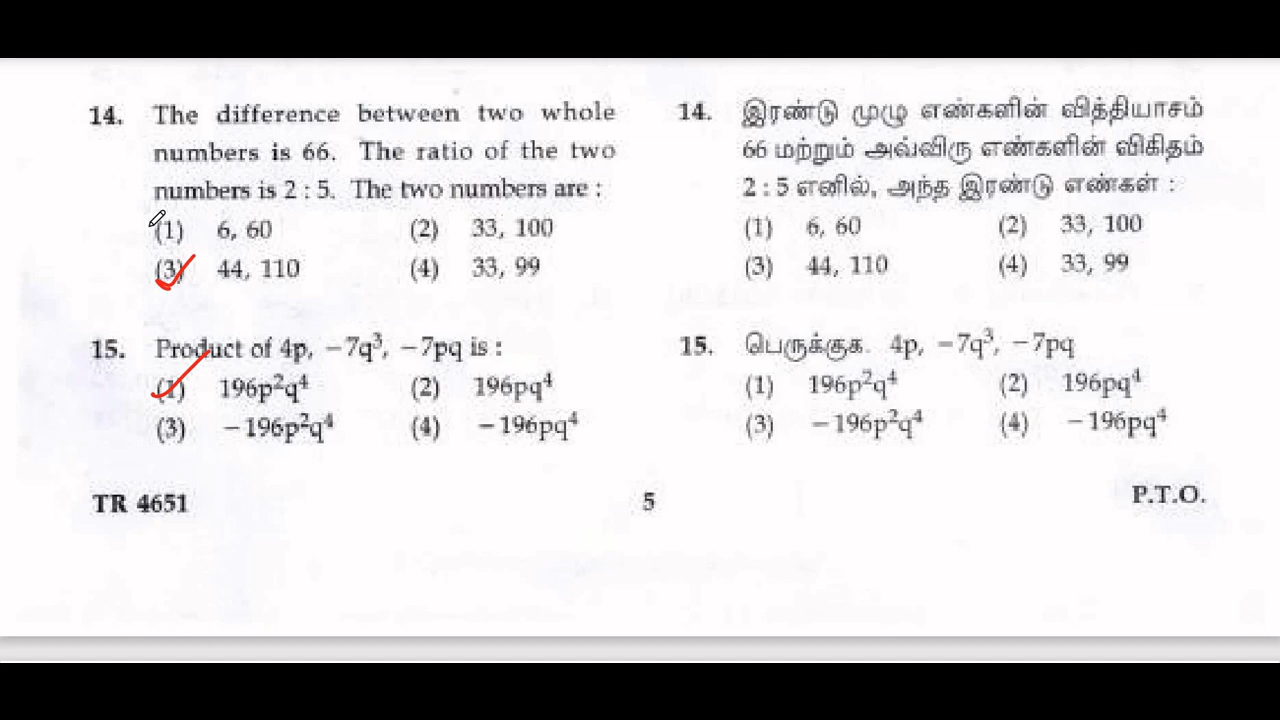 14. The difference between two whole
numbers is 66. The ratio of the two
numbers is 2 : 5. The two numbers are :
(1) 6, 60 (2) 33, 100
(3) 44, 110 (4) 33, 99
15. Product of 4p, −7q³, −7pq is :
(1) 196p²q⁴ (2) 196pq⁴
(3) −196p²q⁴ (4) −196pq⁴
14. இரண்டு முழு எண்களின் வித்தியாசம்
66 மற்றும் அவ்விரு எண்களின் விகிதம்
2 : 5 எனில், அந்த இரண்டு எண்கள் :
(1) 6, 60 (2) 33, 100
(3) 44, 110 (4) 33, 99
15. பெருக்குக. 4p, −7q³, −7pq
(1) 196p²q⁴ (2) 196pq⁴
(3) −196p²q⁴ (4) −196pq⁴
TR 4651 5 P.T.O.